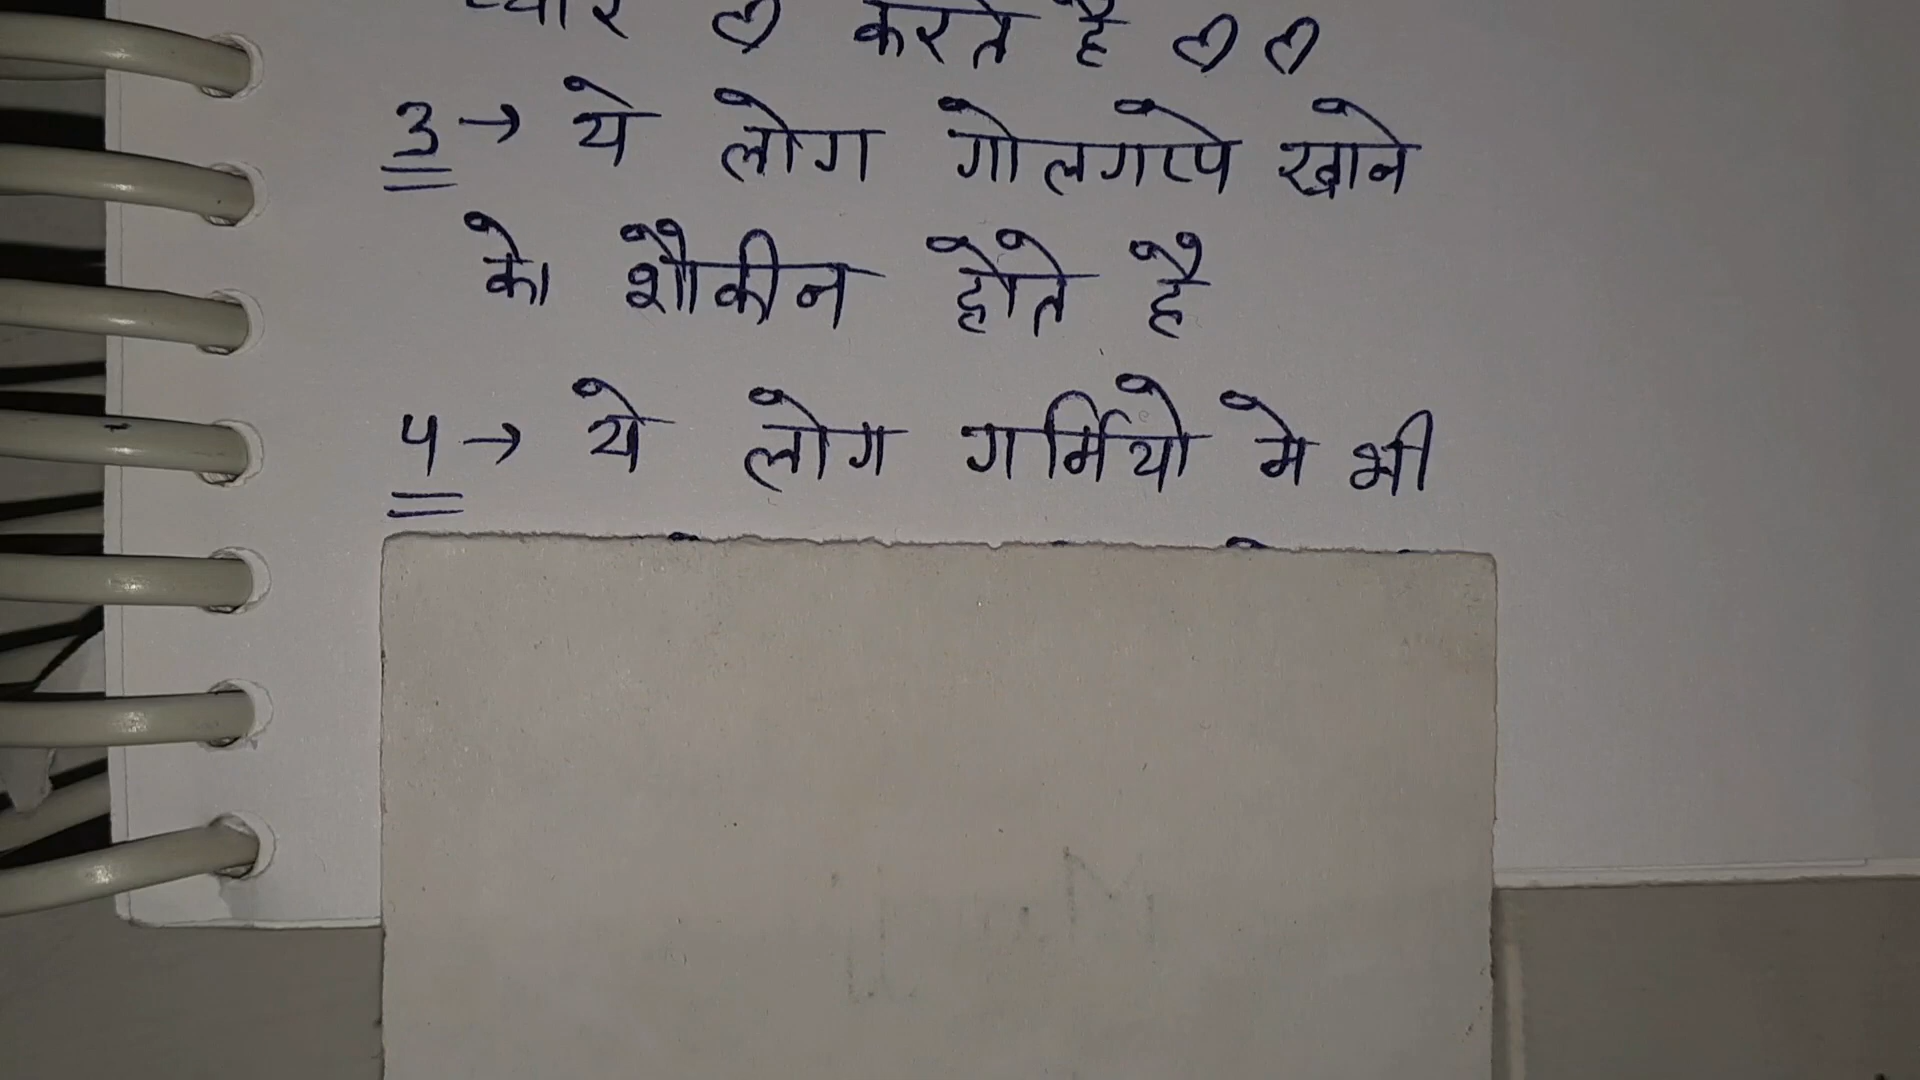 प्यार ♡ करते है ♡ ♡
3 → ये लोग गोलगप्पे खाने
के शौकीन होते है
4 → ये लोग गर्मियो मे भी